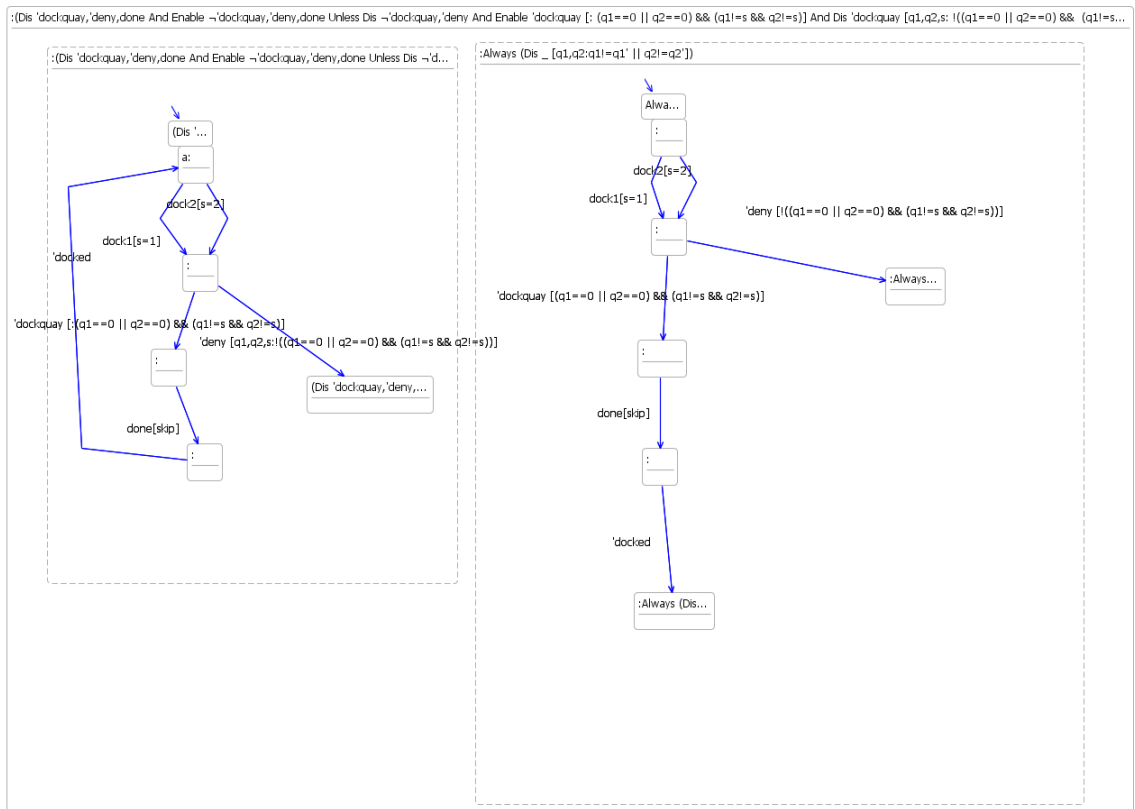 :(Dis 'dockquay,'deny,done And Enable ¬'dockquay,'deny,done Unless Dis ¬'dockquay,'deny And Enable 'dockquay [: (q1==0 || q2==0) && (q1!=s && q2!=s)] And Dis 'dockquay [q1,q2,s: !((q1==0 || q2==0) && (q1!=s...
:(Dis 'dockquay,'deny,done And Enable ¬'dockquay,'deny,done Unless Dis ¬'d...
(Dis '...
a:
dock2[s=2]
dock1[s=1]
'docked
:
'dockquay [:(q1==0 || q2==0) && (q1!=s && q2!=s)]
'deny [q1,q2,s:!((q1==0 || q2==0) && (q1!=s && q2!=s))]
:
(Dis 'dockquay,'deny,...
done[skip]
:
:Always (Dis _ [q1,q2:q1!=q1' || q2!=q2'])
Alwa...
:
dock2[s=2]
dock1[s=1]
'deny [!((q1==0 || q2==0) && (q1!=s && q2!=s))]
:
:Always...
'dockquay [(q1==0 || q2==0) && (q1!=s && q2!=s)]
:
done[skip]
:
'docked
:Always (Dis...